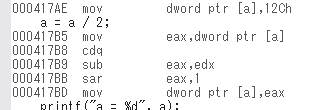 000417AE  mov         dword ptr [a],12Ch
    a = a / 2;
000417B5  mov         eax,dword ptr [a]
000417B8  cdq
000417B9  sub         eax,edx
000417BB  sar         eax,1
000417BD  mov         dword ptr [a],eax
    printf("a = %d", a);